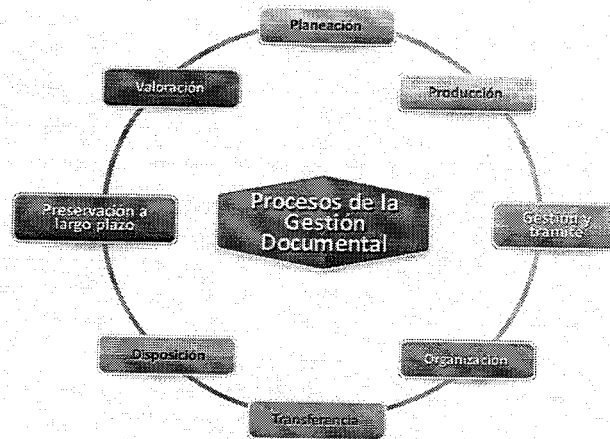 Planeación
Producción
Gestión y
trámite
Organización
Transferencia
Disposición
Preservación a
largo plazo
Valoración
Procesos de la
Gestión
Documental